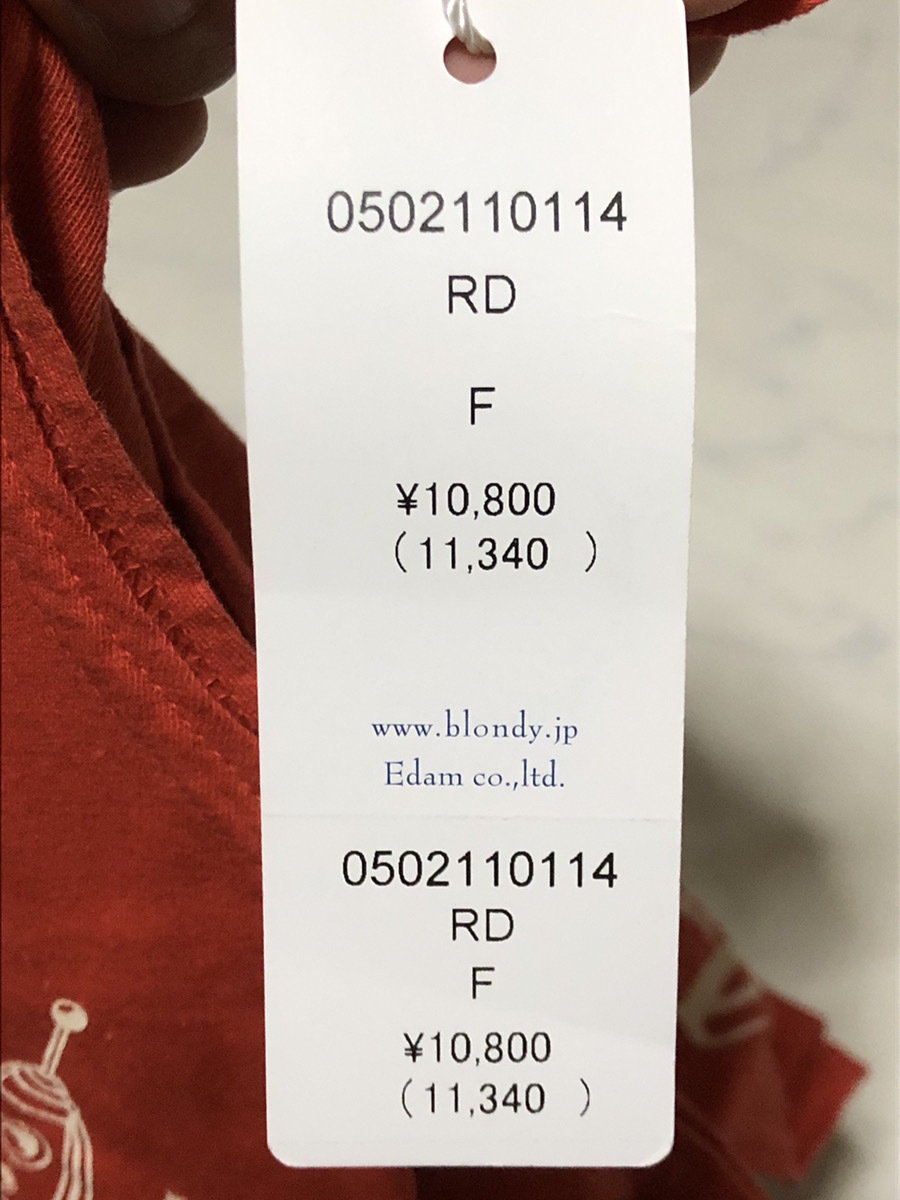 0502110114
RD
F
¥10,800
(11,340 )
www.blondy.jp
Edam co.,ltd.
0502110114
RD
F
¥10,800
(11,340 )